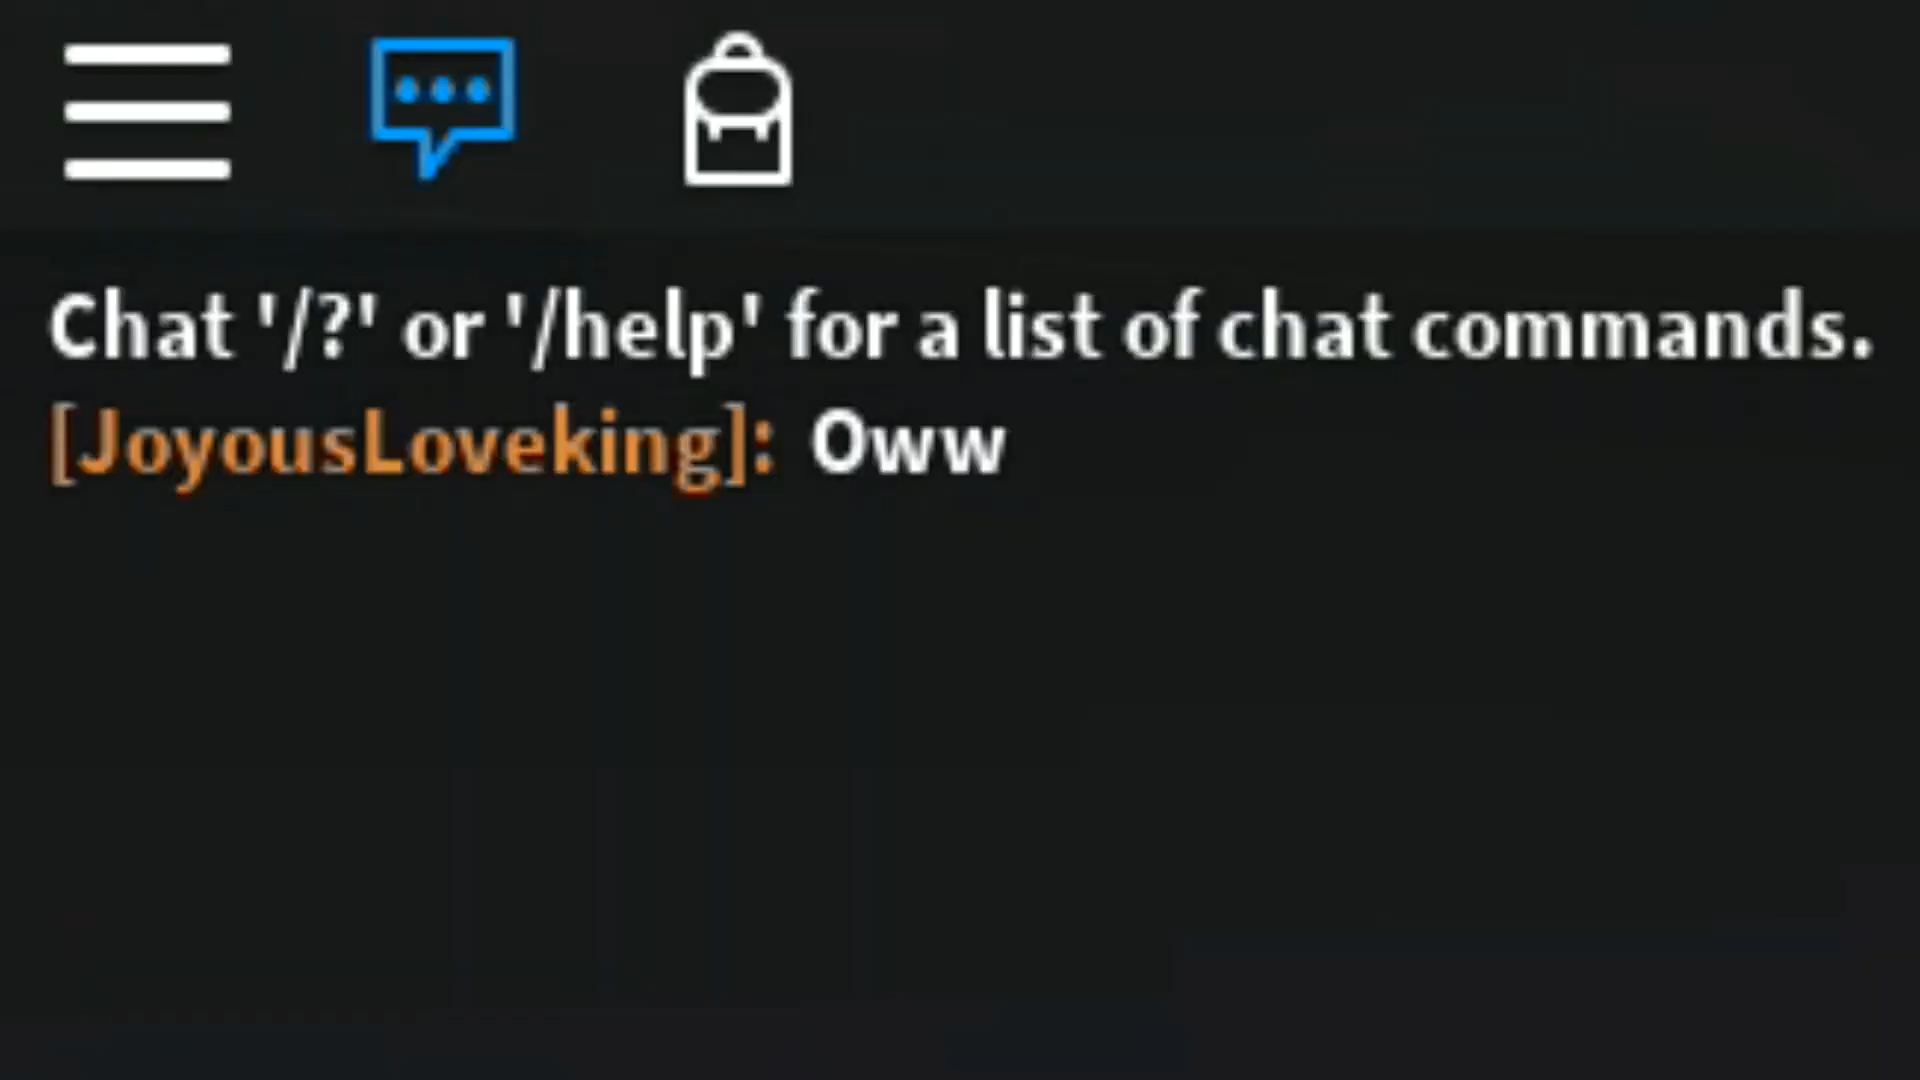 Chat '/?' or '/help' for a list of chat commands.
[JoyousLoveking]: Oww